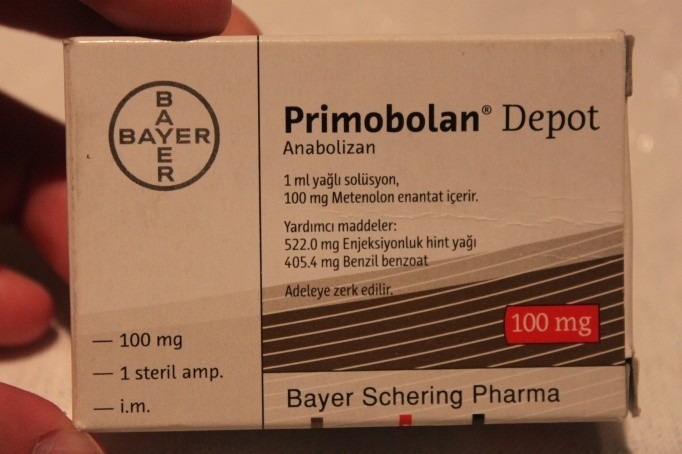 BAYER
BAYER
— 100 mg
— 1 steril amp.
— i.m.
Primobolan® Depot
Anabolizan
1 ml yağlı solüsyon,
100 mg Metenolon enantat içerir.
Yardımcı maddeler:
522.0 mg Enjeksiyonluk hint yağı
405.4 mg Benzil benzoat
Adeleye zerk edilir.
100 mg
Bayer Schering Pharma